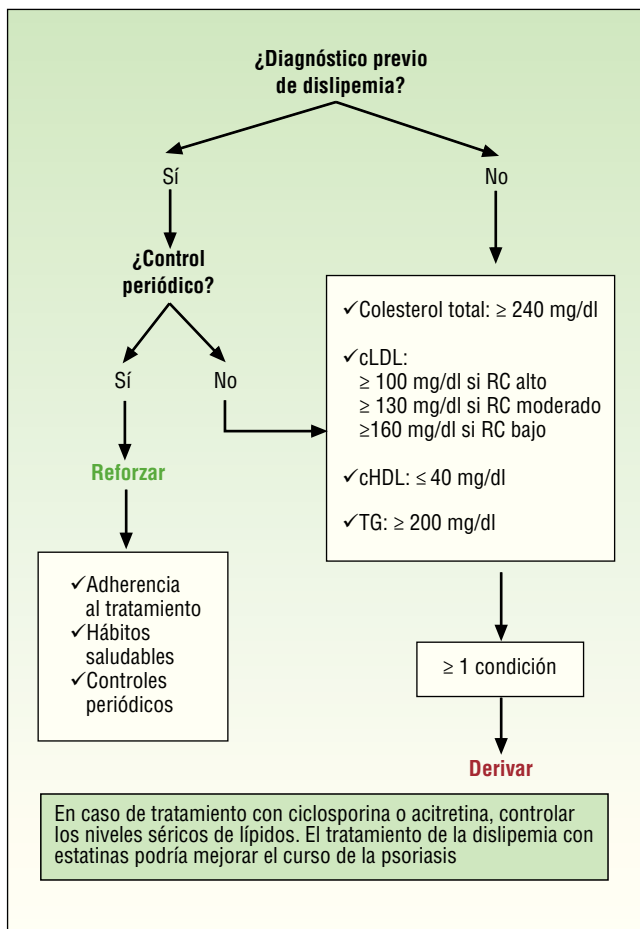 ¿Diagnóstico previo
de dislipemia?
Sí
No
¿Control
periódico?
Sí
No
Reforzar
✓Adherencia
al tratamiento
✓Hábitos
saludables
✓Controles
periódicos
✓Colesterol total: ≥ 240 mg/dl
✓cLDL:
≥ 100 mg/dl si RC alto
≥ 130 mg/dl si RC moderado
≥160 mg/dl si RC bajo
✓cHDL: ≤ 40 mg/dl
✓TG: ≥ 200 mg/dl
≥ 1 condición
Derivar
En caso de tratamiento con ciclosporina o acitretina, controlar
los niveles séricos de lípidos. El tratamiento de la dislipemia con
estatinas podría mejorar el curso de la psoriasis